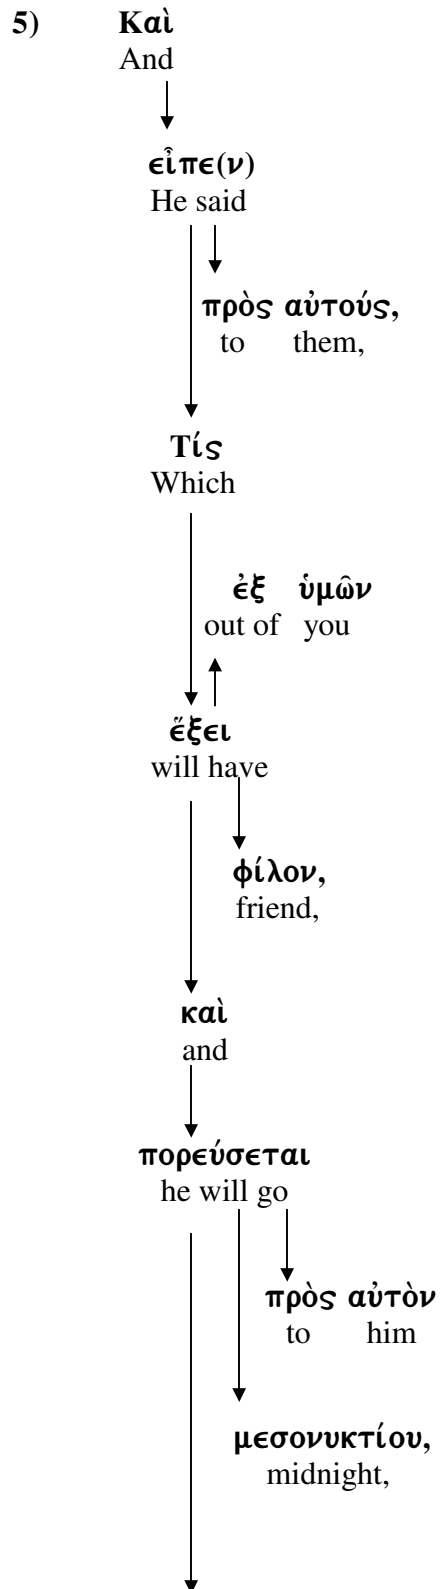 5) Καὶ
And
εἶπε(ν)
He said
πρὸς αὐτούς,
to them,
Τίς
Which
ἐξ ὑμῶν
out of you
ἕξει
will have
φίλον,
friend,
καὶ
and
πορεύσεται
he will go
πρὸς αὐτὸν
to him
μεσονυκτίου,
midnight,